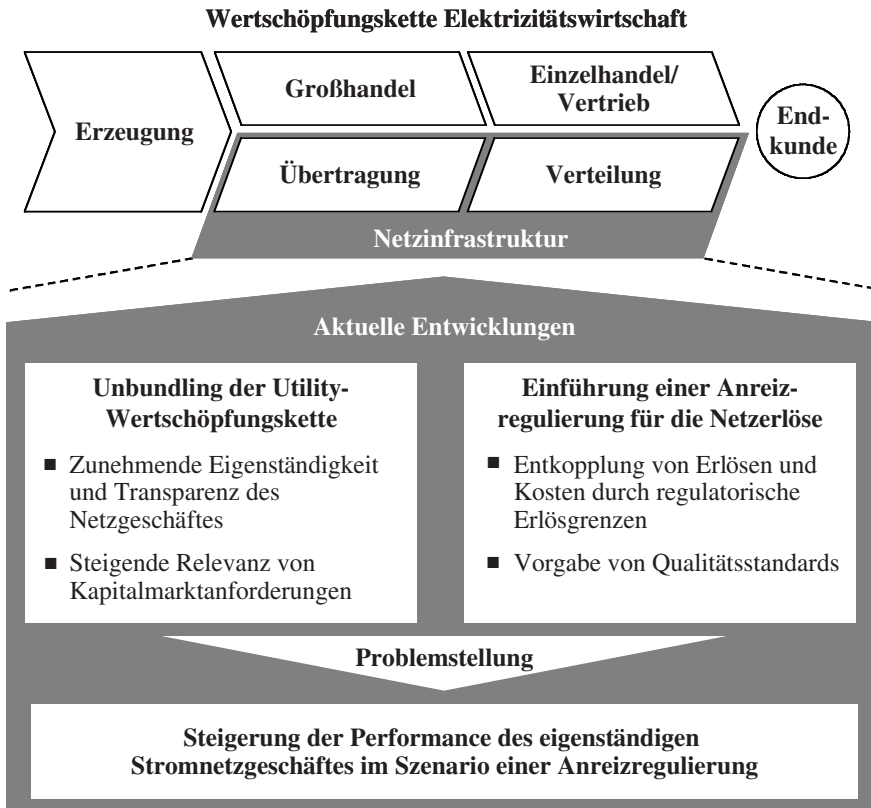 Wertschöpfungskette Elektrizitätswirtschaft
Erzeugung
Großhandel
Einzelhandel/
Vertrieb
End-
kunde
Übertragung
Verteilung
Netzinfrastruktur
Aktuelle Entwicklungen
Unbundling der Utility-
Wertschöpfungskette
■ Zunehmende Eigenständigkeit
und Transparenz des
Netzgeschäftes
■ Steigende Relevanz von
Kapitalmarktanforderungen
Einführung einer Anreiz-
regulierung für die Netzerlöse
■ Entkopplung von Erlösen und
Kosten durch regulatorische
Erlösgrenzen
■ Vorgabe von Qualitätsstandards
Problemstellung
Steigerung der Performance des eigenständigen
Stromnetzgeschäftes im Szenario einer Anreizregulierung